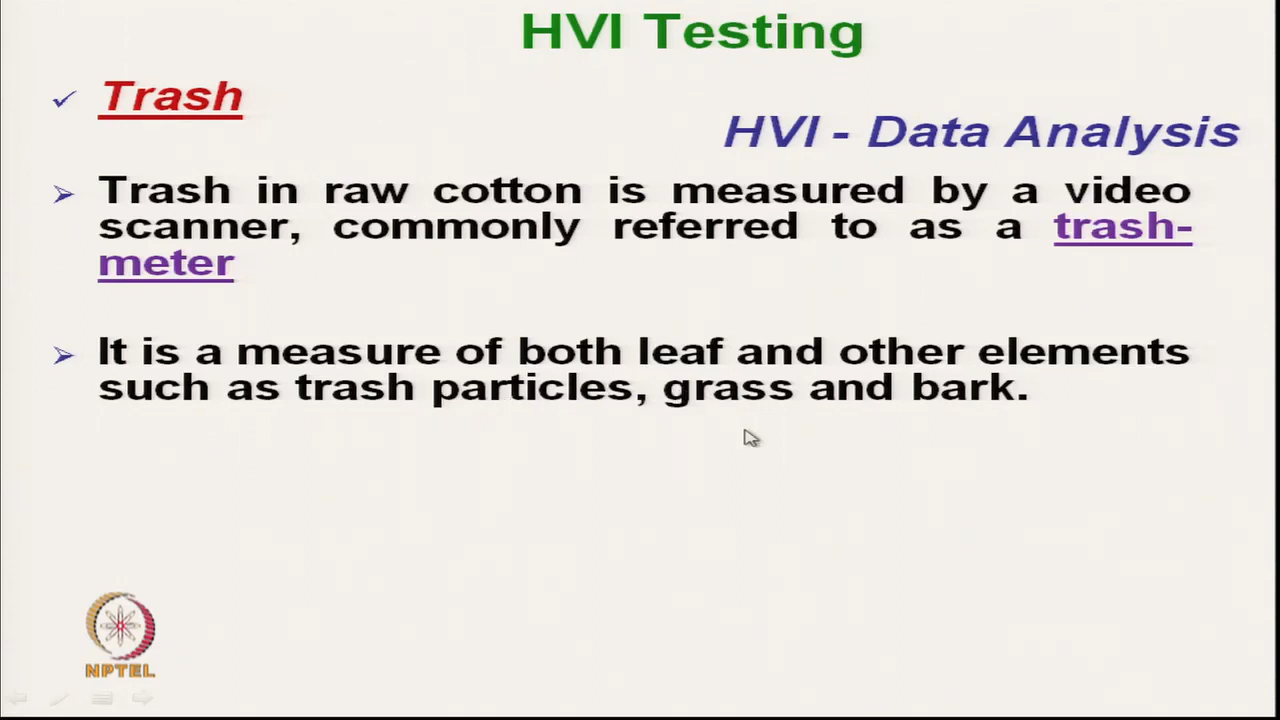 HVI Testing
Trash
HVI - Data Analysis
Trash in raw cotton is measured by a video
scanner, commonly referred to as a trash-
meter
It is a measure of both leaf and other elements
such as trash particles, grass and bark.
NPTEL